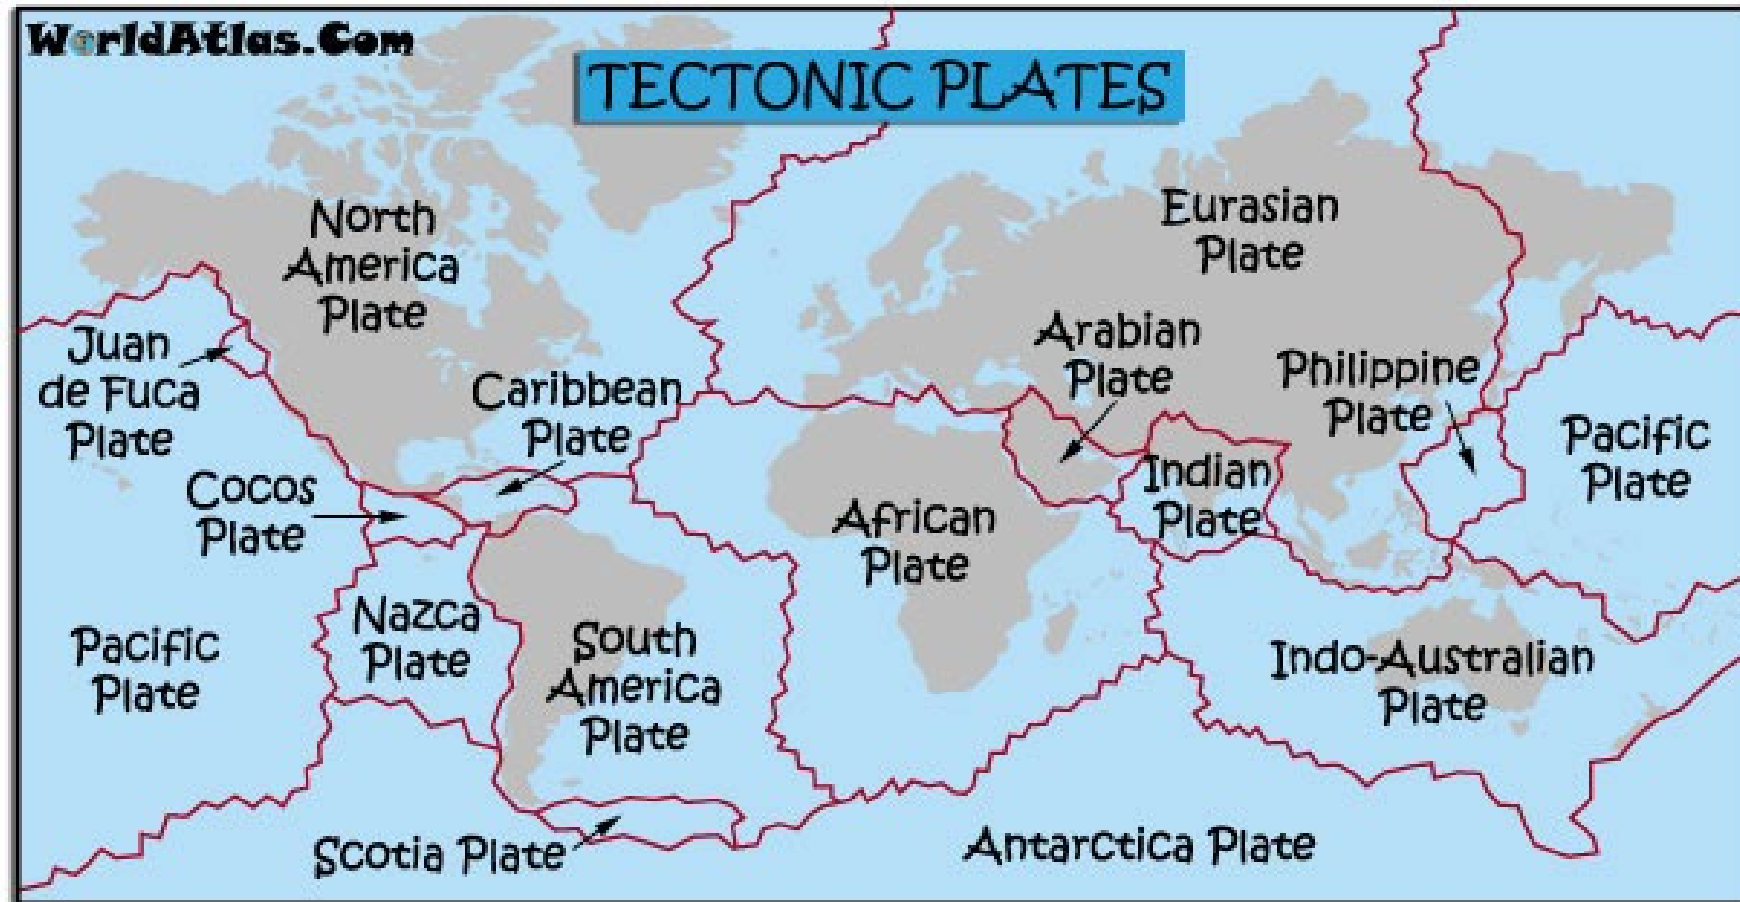 WorldAtlas.Com
TECTONIC PLATES
North
America
Plate
Eurasian
Plate
Juan
de Fuca
Plate
Caribbean
Plate
Arabian
Plate
Philippine
Plate
Pacific
Plate
Cocos
Plate
African
Plate
Indian
Plate
Pacific
Plate
Nazca
Plate
South
America
Plate
Indo-Australian
Plate
Scotia Plate
Antarctica Plate